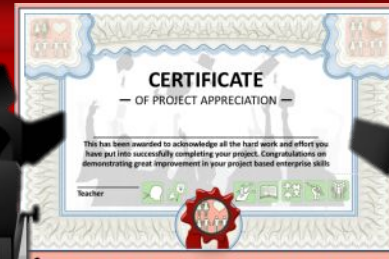 CERTIFICATE
— OF PROJECT APPRECIATION —
This has been awarded to acknowledge all the hard work and effort you
have put into successfully completing your project. Congratulations on
demonstrating great improvement in your project based enterprise skills
Teacher